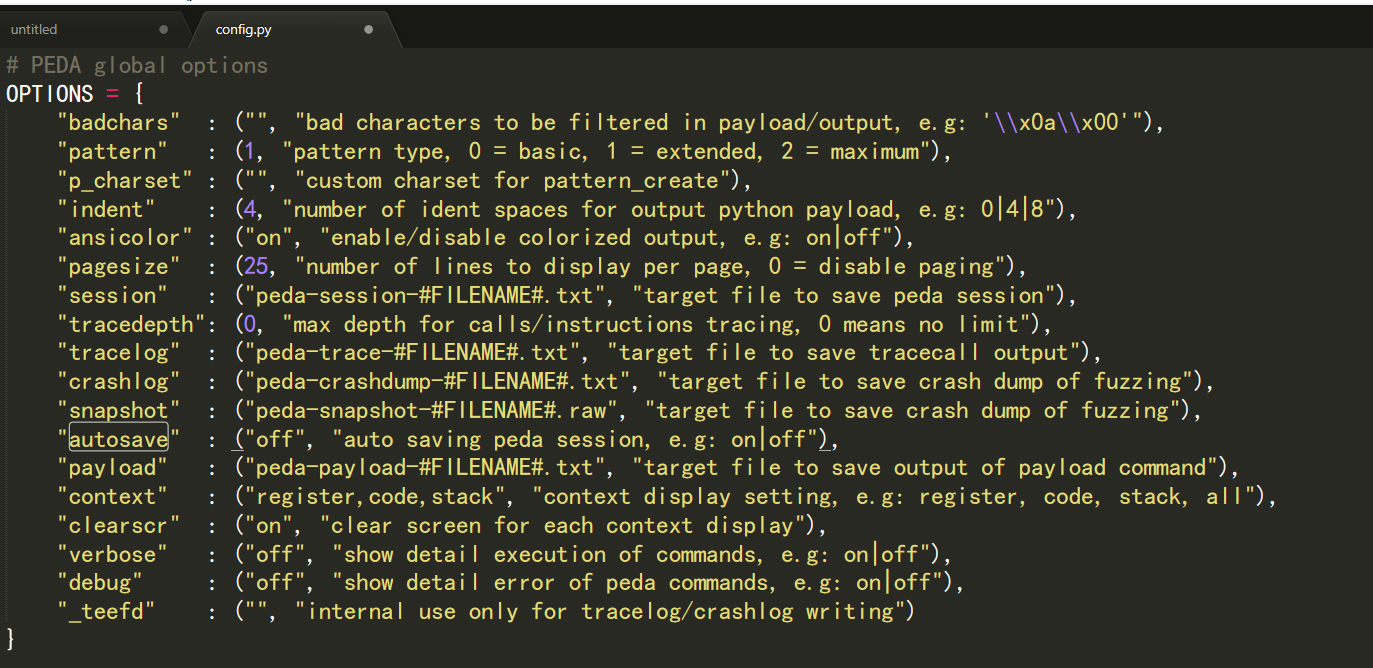 untitled
config.py
# PEDA global options
OPTIONS = {
    "badchars"  : ("", "bad characters to be filtered in payload/output, e.g: '\\x0a\\x00'"),
    "pattern"   : (1, "pattern type, 0 = basic, 1 = extended, 2 = maximum"),
    "p_charset" : ("", "custom charset for pattern_create"),
    "indent"    : (4, "number of ident spaces for output python payload, e.g: 0|4|8"),
    "ansicolor" : ("on", "enable/disable colorized output, e.g: on|off"),
    "pagesize"  : (25, "number of lines to display per page, 0 = disable paging"),
    "session"   : ("peda-session-#FILENAME#.txt", "target file to save peda session"),
    "tracedepth": (0, "max depth for calls/instructions tracing, 0 means no limit"),
    "tracelog"  : ("peda-trace-#FILENAME#.txt", "target file to save tracecall output"),
    "crashlog"  : ("peda-crashdump-#FILENAME#.txt", "target file to save crash dump of fuzzing"),
    "snapshot"  : ("peda-snapshot-#FILENAME#.raw", "target file to save crash dump of fuzzing"),
    "autosave"  : ("off", "auto saving peda session, e.g: on|off"),
    "payload"   : ("peda-payload-#FILENAME#.txt", "target file to save output of payload command"),
    "context"   : ("register,code,stack", "context display setting, e.g: register, code, stack, all"),
    "clearscr"  : ("on", "clear screen for each context display"),
    "verbose"   : ("off", "show detail execution of commands, e.g: on|off"),
    "debug"     : ("off", "show detail error of peda commands, e.g: on|off"),
    "_teefd"    : ("", "internal use only for tracelog/crashlog writing")
}